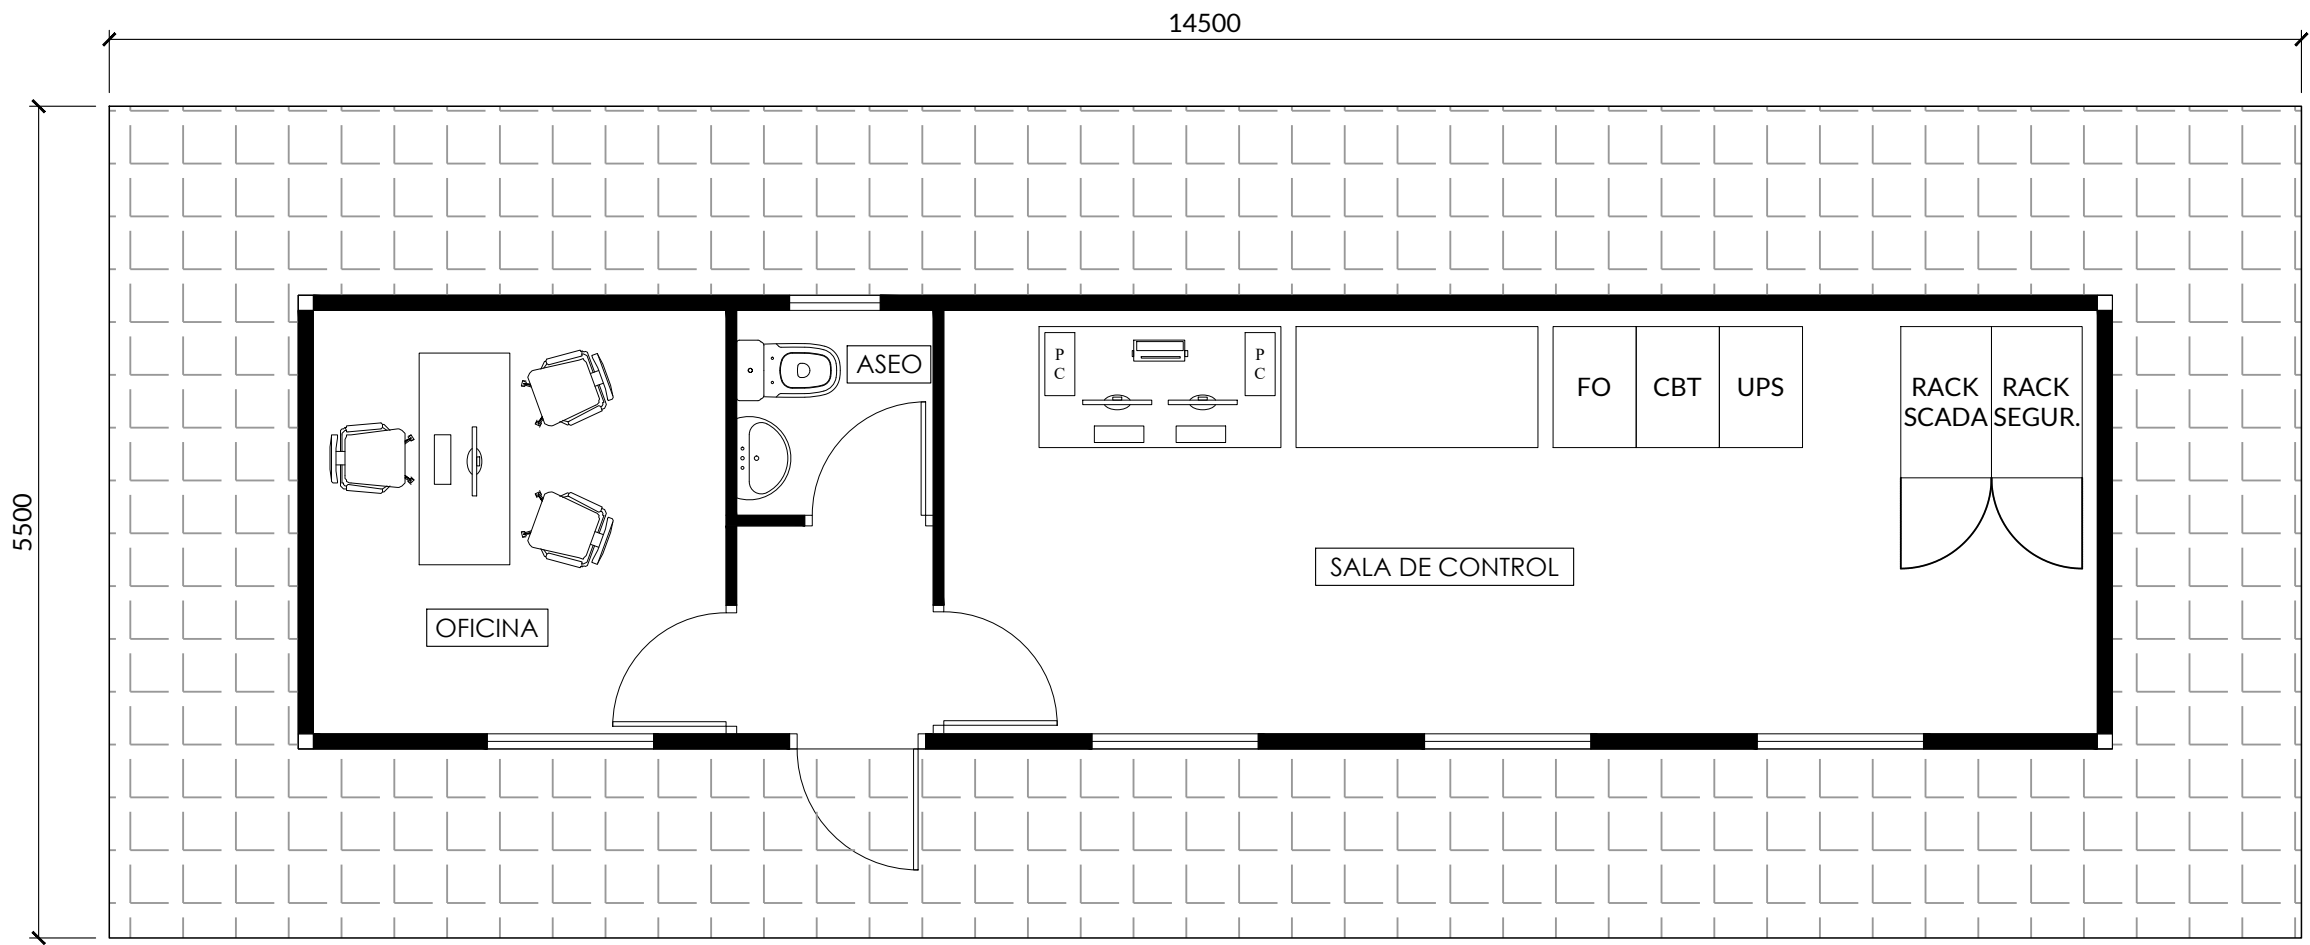 14500
5500
ASEO
P
C
P
C
FO
CBT
UPS
RACK
SCADA
RACK
SEGUR.
SALA DE CONTROL
OFICINA